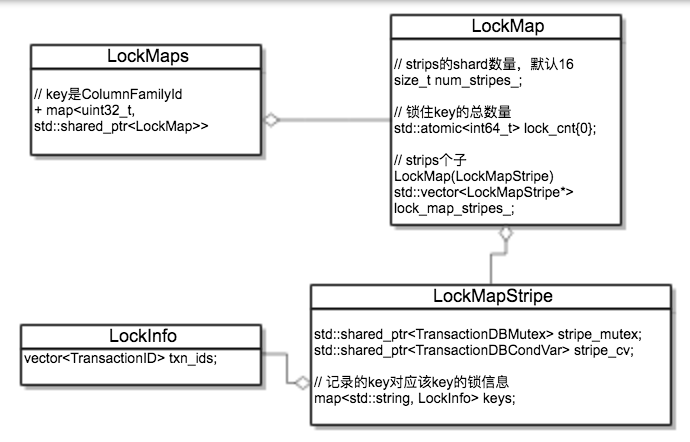 LockMaps
// key是ColumnFamilyId
+ map<uint32_t,
std::shared_ptr<LockMap>>
LockMap
// strips的shard数量，默认16
size_t num_stripes_;
// 锁住key的总数量
std::atomic<int64_t> lock_cnt{0};
// strips个子
LockMap(LockMapStripe)
std::vector<LockMapStripe*>
lock_map_stripes_;
LockInfo
vector<TransactionID> txn_ids;
LockMapStripe
std::shared_ptr<TransactionDBMutex> stripe_mutex;
std::shared_ptr<TransactionDBCondVar> stripe_cv;
// 记录的key对应该key的锁信息
map<std::string, LockInfo> keys;